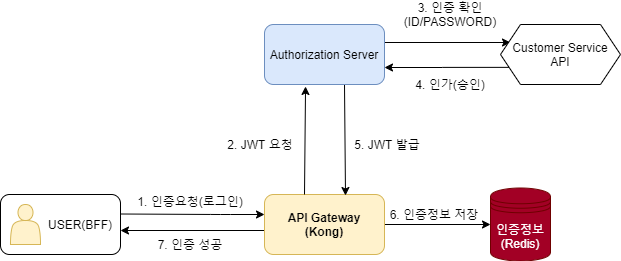 3. 인증 확인
(ID/PASSWORD)
Authorization Server
Customer Service
API
4. 인가(승인)
2. JWT 요청
5. JWT 발급
USER(BFF)
1. 인증요청(로그인)
7. 인증 성공
API Gateway
(Kong)
6. 인증정보 저장
인증정보
(Redis)